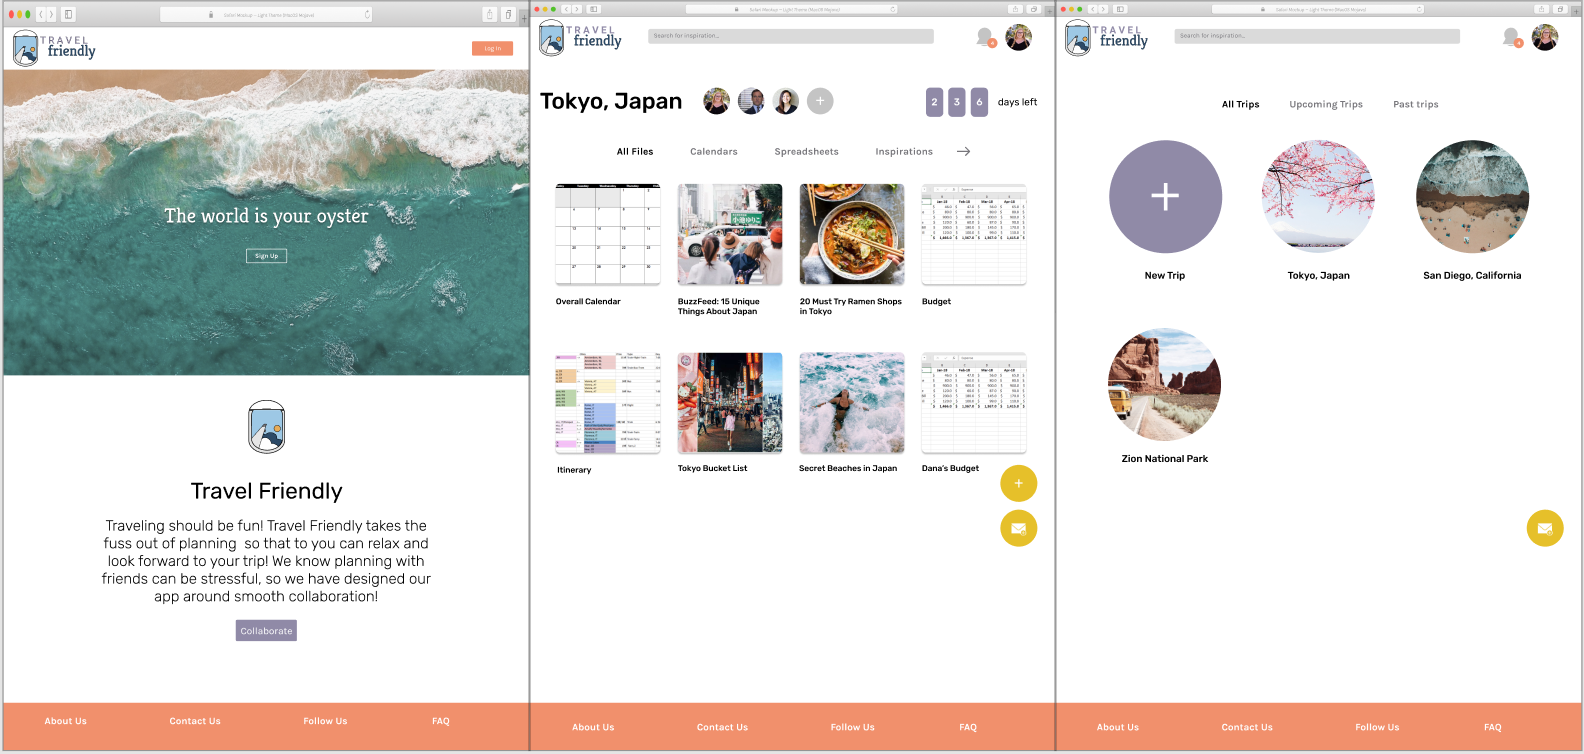 Safari Mockup – Light Theme (MacOS Mojave)
TRAVEL
friendly
Log In
The world is your oyster
Sign Up
Travel Friendly
Traveling should be fun! Travel Friendly takes the
fuss out of planning  so that to you can relax and
look forward to your trip! We know planning with
friends can be stressful, so we have designed our
app around smooth collaboration!
Collaborate
About Us
Contact Us
Follow Us
FAQ
Safari Mockup – Light Theme (MacOS Mojave)
TRAVEL
friendly
Search for inspiration...
4
Tokyo, Japan
+
2 3 6 days left
All Files
Calendars
Spreadsheets
Inspirations
Overall Calendar
BuzzFeed: 15 Unique
Things About Japan
20 Must Try Ramen Shops
in Tokyo
Budget
Itinerary
Tokyo Bucket List
Secret Beaches in Japan
Dana's Budget
+
About Us
Contact Us
Follow Us
FAQ
Safari Mockup – Light Theme (MacOS Mojave)
TRAVEL
friendly
Search for inspiration...
4
All Trips
Upcoming Trips
Past trips
+
New Trip
Tokyo, Japan
San Diego, California
Zion National Park
About Us
Contact Us
Follow Us
FAQ